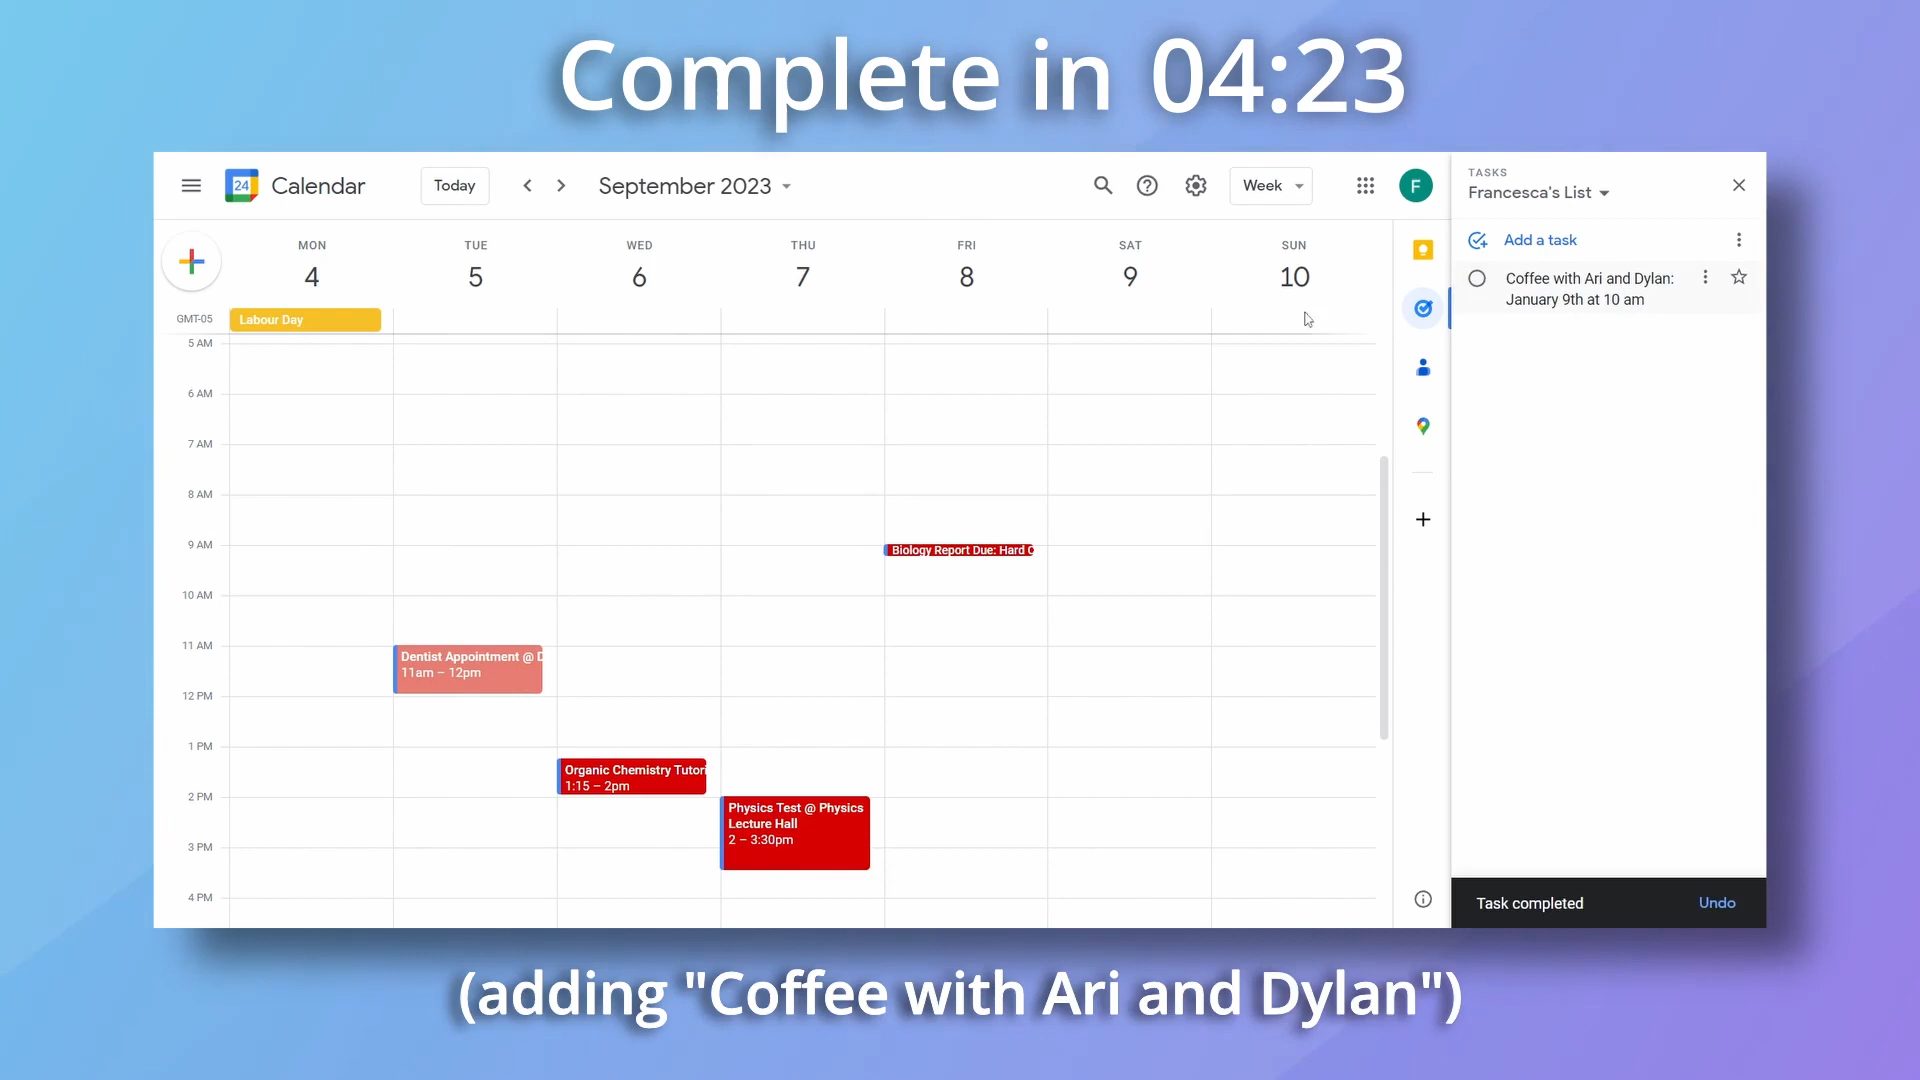 Complete in 04:23
24 Calendar
Today
September 2023
Week
F
TASKS
Francesca's List
Add a task
Coffee with Ari and Dylan:
January 9th at 10 am
MON TUE WED THU FRI SAT SUN
4 5 6 7 8 9 10
GMT-05
Labour Day
5 AM
6 AM
7 AM
8 AM
9 AM
Biology Report Due: Hard
10 AM
11 AM
Dentist Appointment @
11am – 12pm
12 PM
1 PM
Organic Chemistry Tutori
1:15 – 2pm
2 PM
Physics Test @ Physics
Lecture Hall
2 – 3:30pm
3 PM
4 PM
Task completed
Undo
(adding "Coffee with Ari and Dylan")